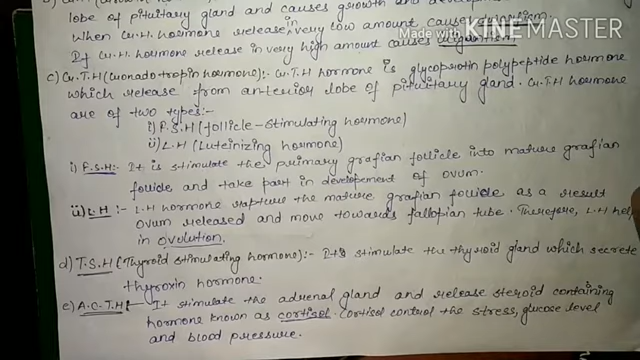 lobe of pituitary gland and causes growth and
When G.H. hormone release in very low amount causes
If G.H. hormone release in very high amount causes
Made with KINEMASTER
c) G.T.H (Gonado tropin hormone):- G.T.H hormone is glycoprotin polypeptide hormone
which release from anterior lobe of pituitary gland. G.T.H hormone
are of two types:-
i) F.S.H (follicle-stimulating hormone)
ii) L.H (Luteinizing hormone)
i) F.S.H:- It is stimulate the primary grafian follicle into mature grafian
follicle and take part in developement of ovum.
ii) L.H :- L.H hormone rapture the mature grafian follicle as a result
ovum released and move towards fallopian tube. Therefore, L.H help
in ovulution.
d) T.S.H (Thyroid stimulating hormone):- It's stimulate the thyroid gland which secrete
thyroxin hormone.
e) A.C.T.H:- It stimulate the adrenal gland and release steroid containing
hormone known as cortisol. Cortisol control the stress, glucose level
and blood pressure.